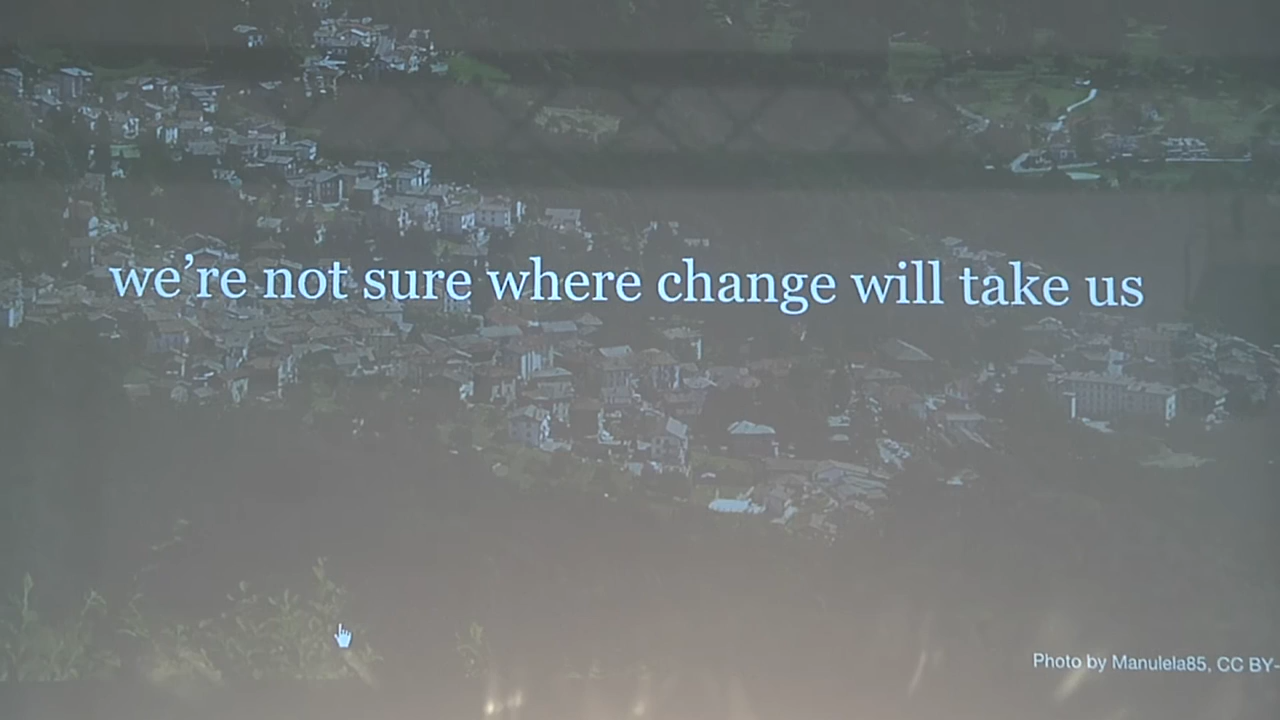 we’re not sure where change will take us
Photo by Manulela85, CC BY-